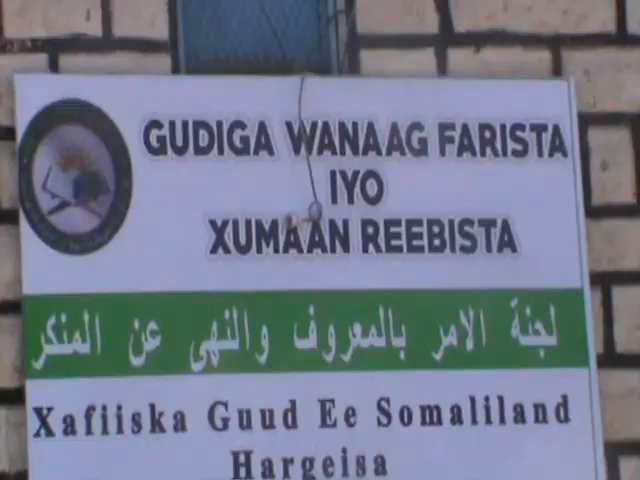 GUDIGA WANAAG FARISTA
IYO
XUMAAN REEBISTA
لجنة الامر بالمعروف والنهى عن المنكر
Xafiiska Guud Ee Somaliland
Hargeisa